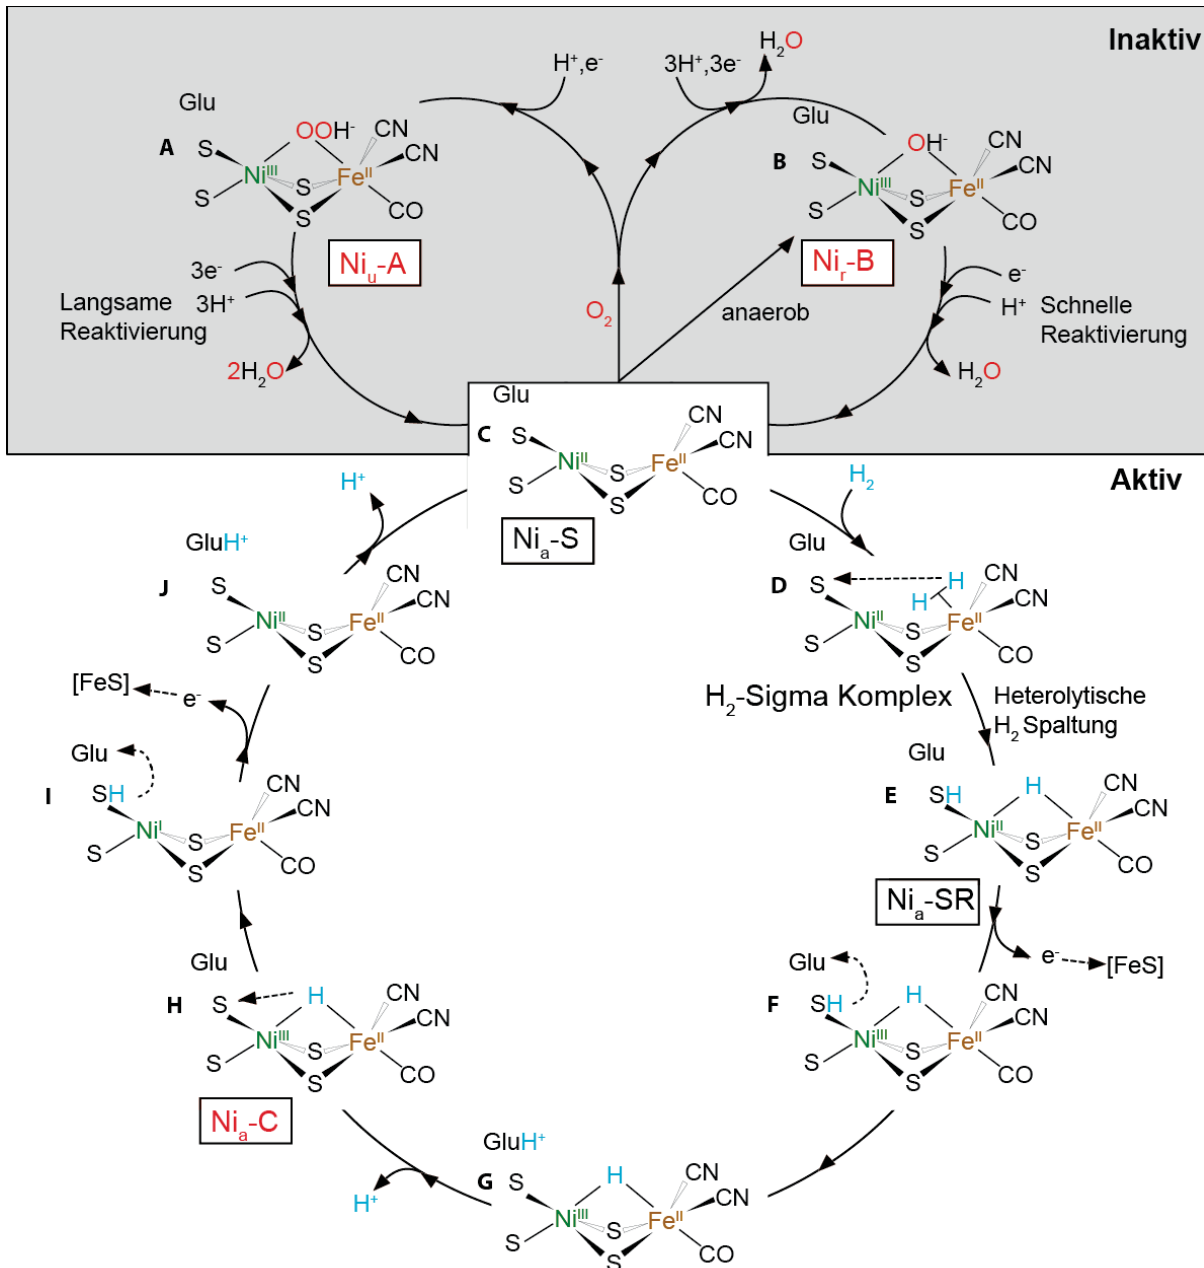 Inaktiv
H₂O
H⁺,e⁻
3H⁺,3e⁻
Glu
A
OOH⁻
CN
CN
S
S
Niᴵᴵᴵ
S
S
Feᴵᴵ
CO
Niᵤ-A
Glu
B
OH⁻
CN
CN
S
S
Niᴵᴵᴵ
S
S
Feᴵᴵ
CO
Niᵣ-B
3e⁻
3H⁺
Langsame
Reaktivierung
2H₂O
O₂
anaerob
e⁻
H⁺
Schnelle
Reaktivierung
H₂O
Glu
C
CN
CN
S
S
Niᴵᴵ
S
S
Feᴵᴵ
CO
Niₐ-S
Aktiv
H⁺
H₂
GluH⁺
J
CN
CN
S
S
Niᴵᴵ
S
S
Feᴵᴵ
CO
Glu
D
H
H
CN
CN
S
S
Niᴵᴵ
S
S
Feᴵᴵ
CO
H₂-Sigma Komplex
Heterolytische
H₂ Spaltung
[FeS]
e⁻
Glu
I
SH
CN
CN
S
Niᴵ
S
S
Feᴵᴵ
CO
Glu
E
SH
H
CN
CN
S
Niᴵᴵ
S
S
Feᴵᴵ
CO
Niₐ-SR
e⁻
[FeS]
Glu
H
S
H
CN
CN
S
Niᴵᴵᴵ
S
S
Feᴵᴵ
CO
Niₐ-C
Glu
F
SH
H
CN
CN
S
Niᴵᴵᴵ
S
S
Feᴵᴵ
CO
GluH⁺
G
S
H
CN
CN
S
Niᴵᴵᴵ
S
S
Feᴵᴵ
CO
H⁺